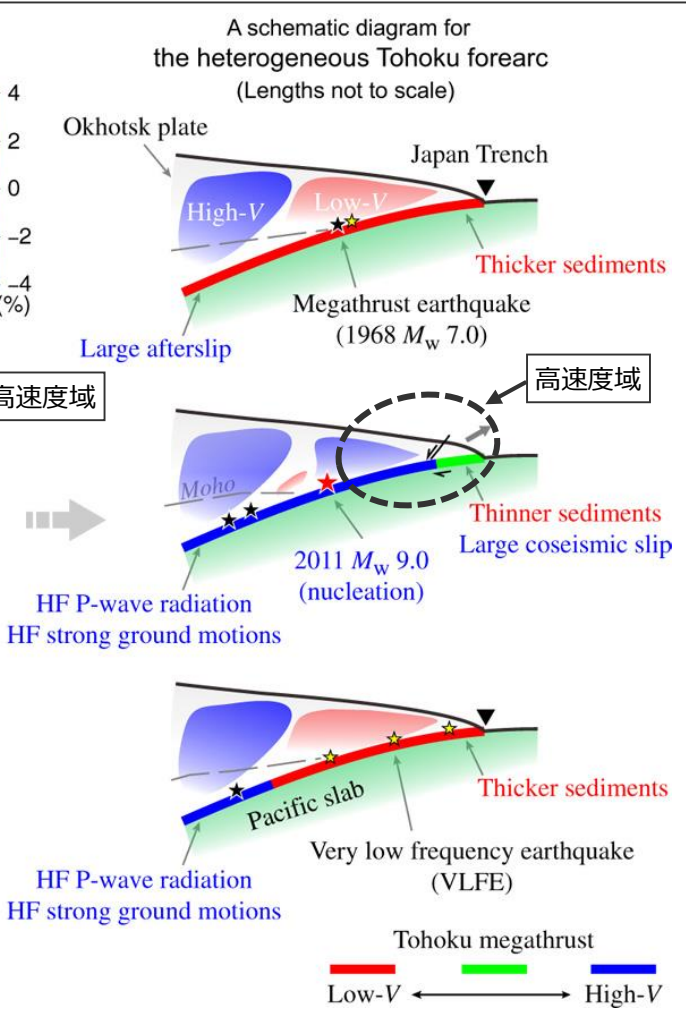 A schematic diagram for
the heterogeneous Tohoku forearc
(Lengths not to scale)
4
2
0
−2
−4
(%)
Okhotsk plate
Japan Trench
High-V
Low-V
Thicker sediments
Megathrust earthquake
(1968 Mw 7.0)
Large afterslip
高速度域
高速度域
Moho
Thinner sediments
Large coseismic slip
2011 Mw 9.0
(nucleation)
HF P-wave radiation
HF strong ground motions
Pacific slab
Thicker sediments
Very low frequency earthquake
(VLFE)
HF P-wave radiation
HF strong ground motions
Tohoku megathrust
Low-V
High-V